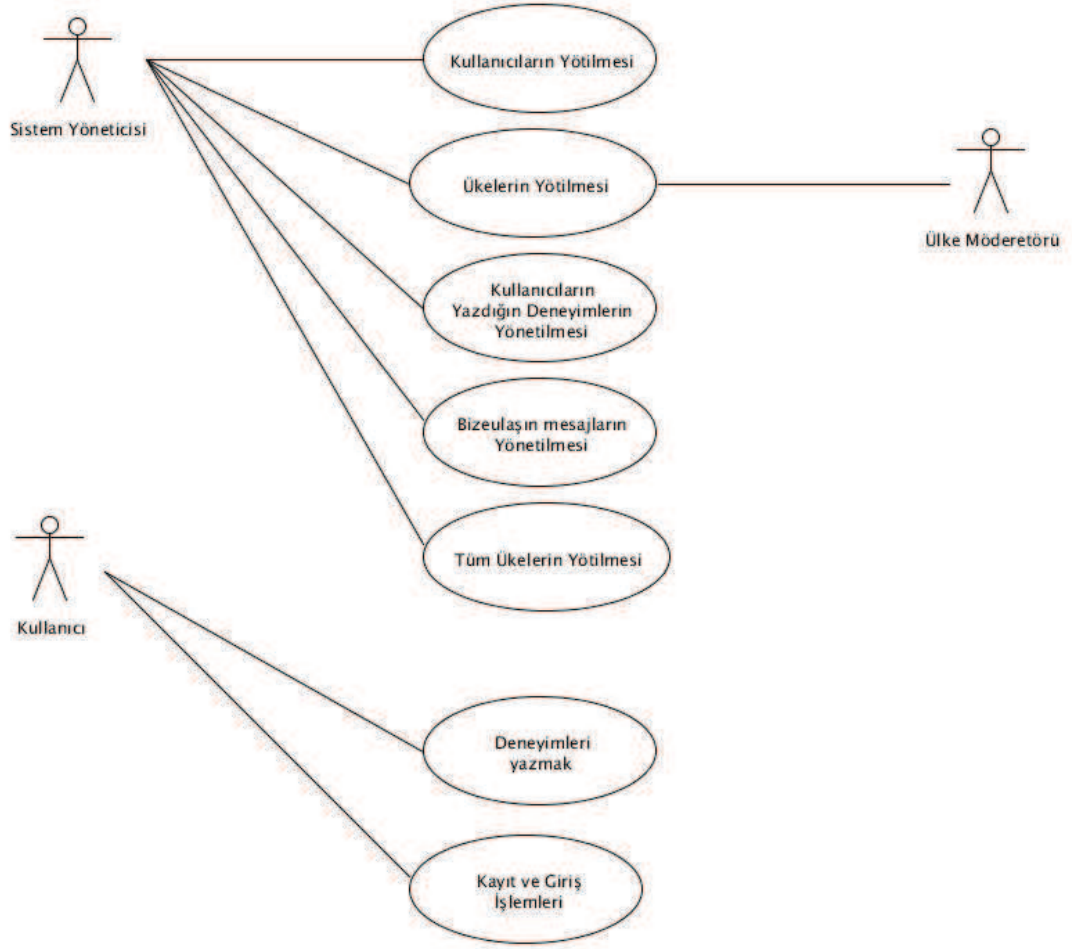 Kullanıcıların Yötilmesi
Sistem Yöneticisi
Ükelerin Yötilmesi
Ülke Möderetörü
Kullanıcıların
Yazdığın Deneyimlerin
Yönetilmesi
Bizeulaşın mesajların
Yönetilmesi
Tüm Ükelerin Yötilmesi
Kullanıcı
Deneyimleri
yazmak
Kayıt ve Giriş
İşlemleri